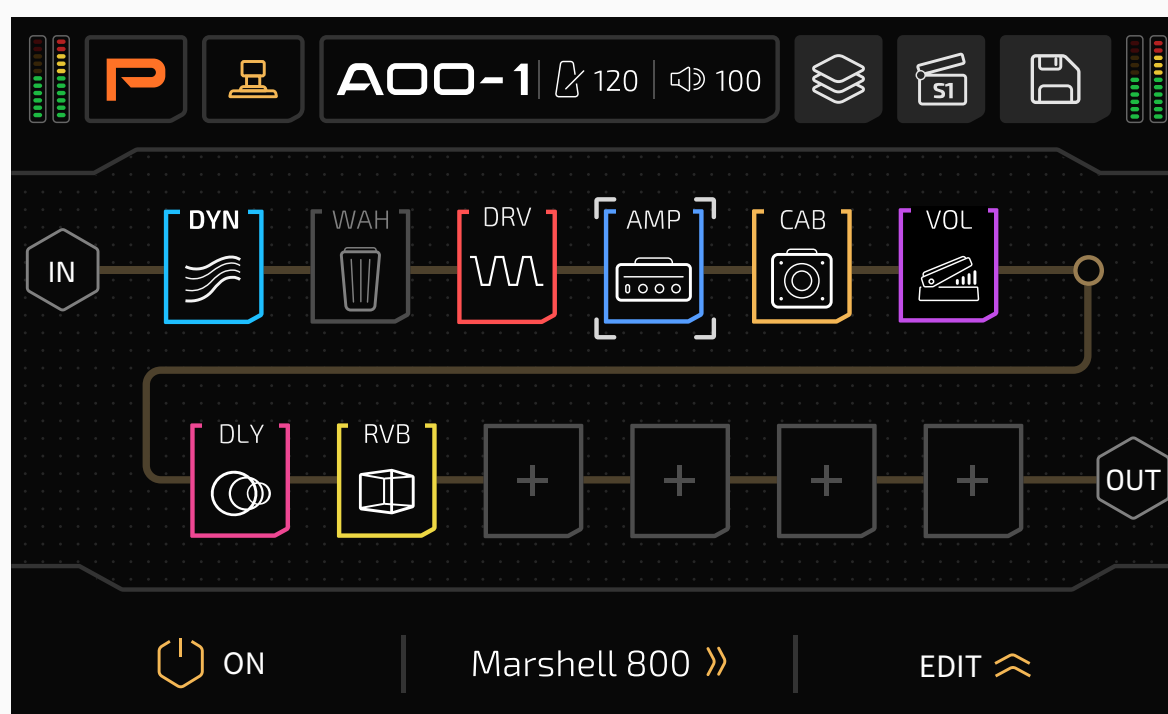 A00-1 120 100 S1
IN DYN WAH DRV AMP CAB VOL
DLY RVB + + + + OUT
ON Marshell 800 EDIT